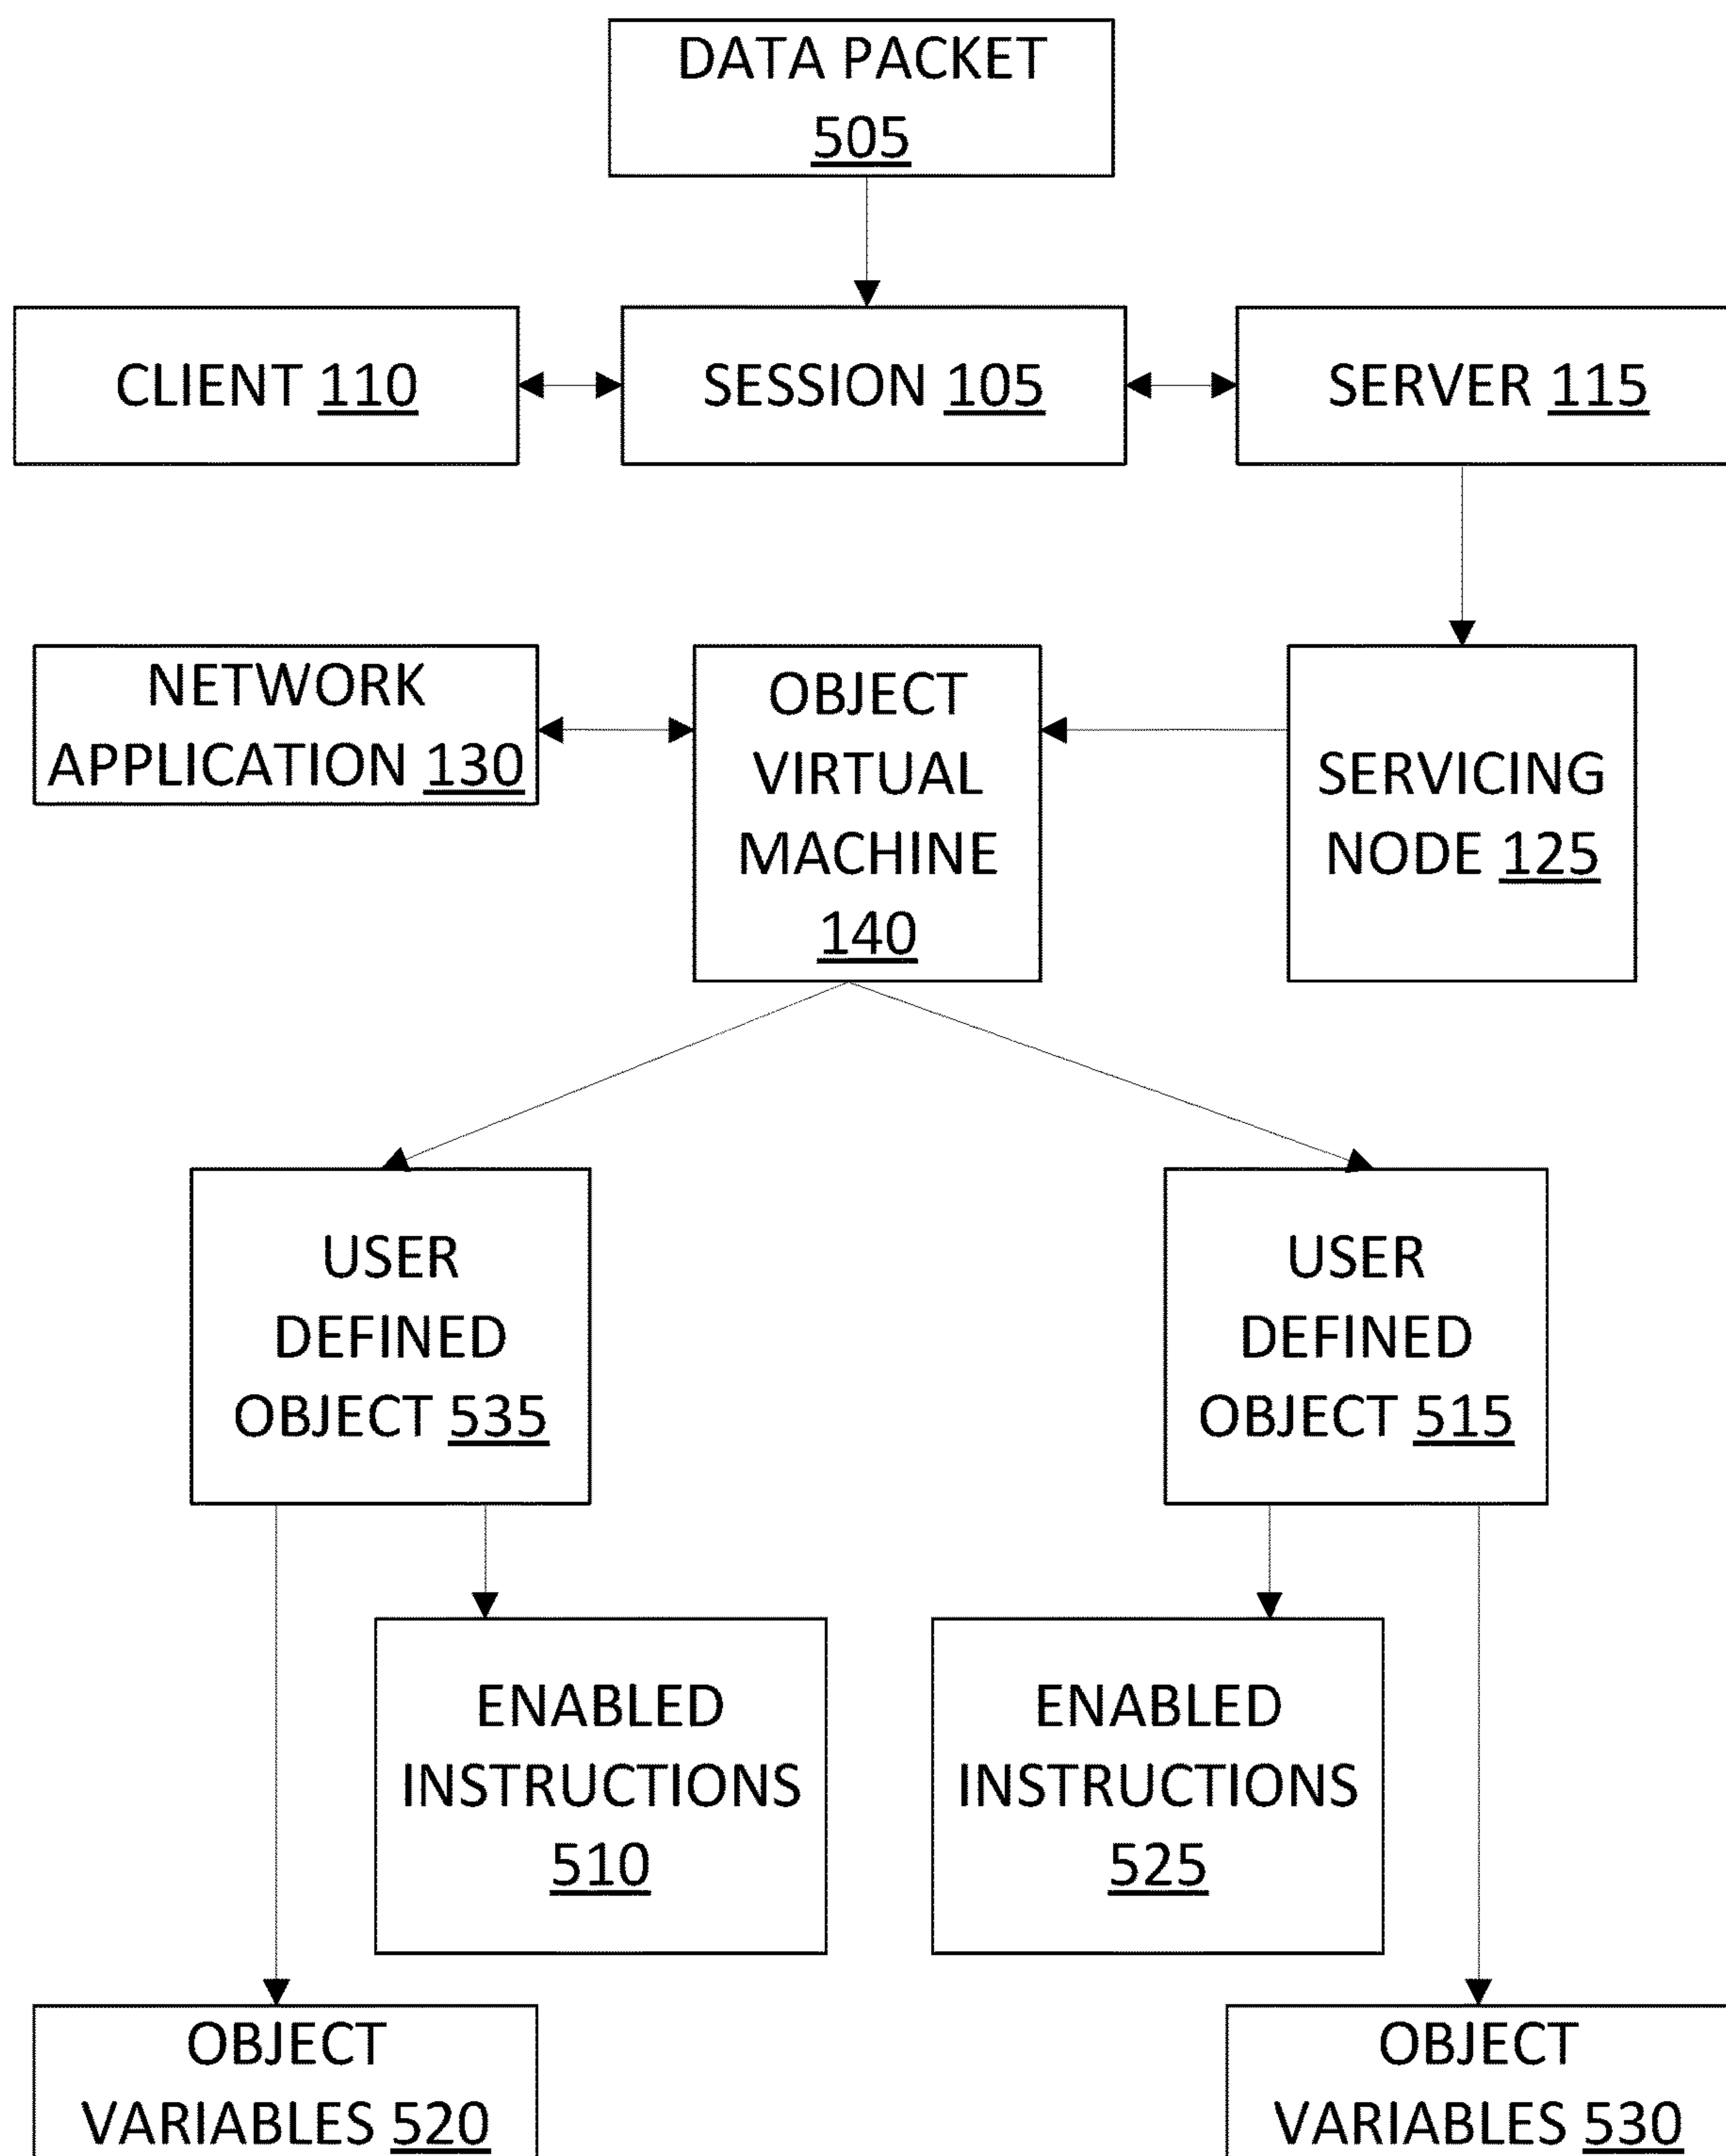 DATA PACKET
505
CLIENT 110
SESSION 105
SERVER 115
NETWORK
APPLICATION 130
OBJECT
VIRTUAL
MACHINE
140
SERVICING
NODE 125
USER
DEFINED
OBJECT 535
USER
DEFINED
OBJECT 515
ENABLED
INSTRUCTIONS
510
ENABLED
INSTRUCTIONS
525
OBJECT
VARIABLES 520
OBJECT
VARIABLES 530